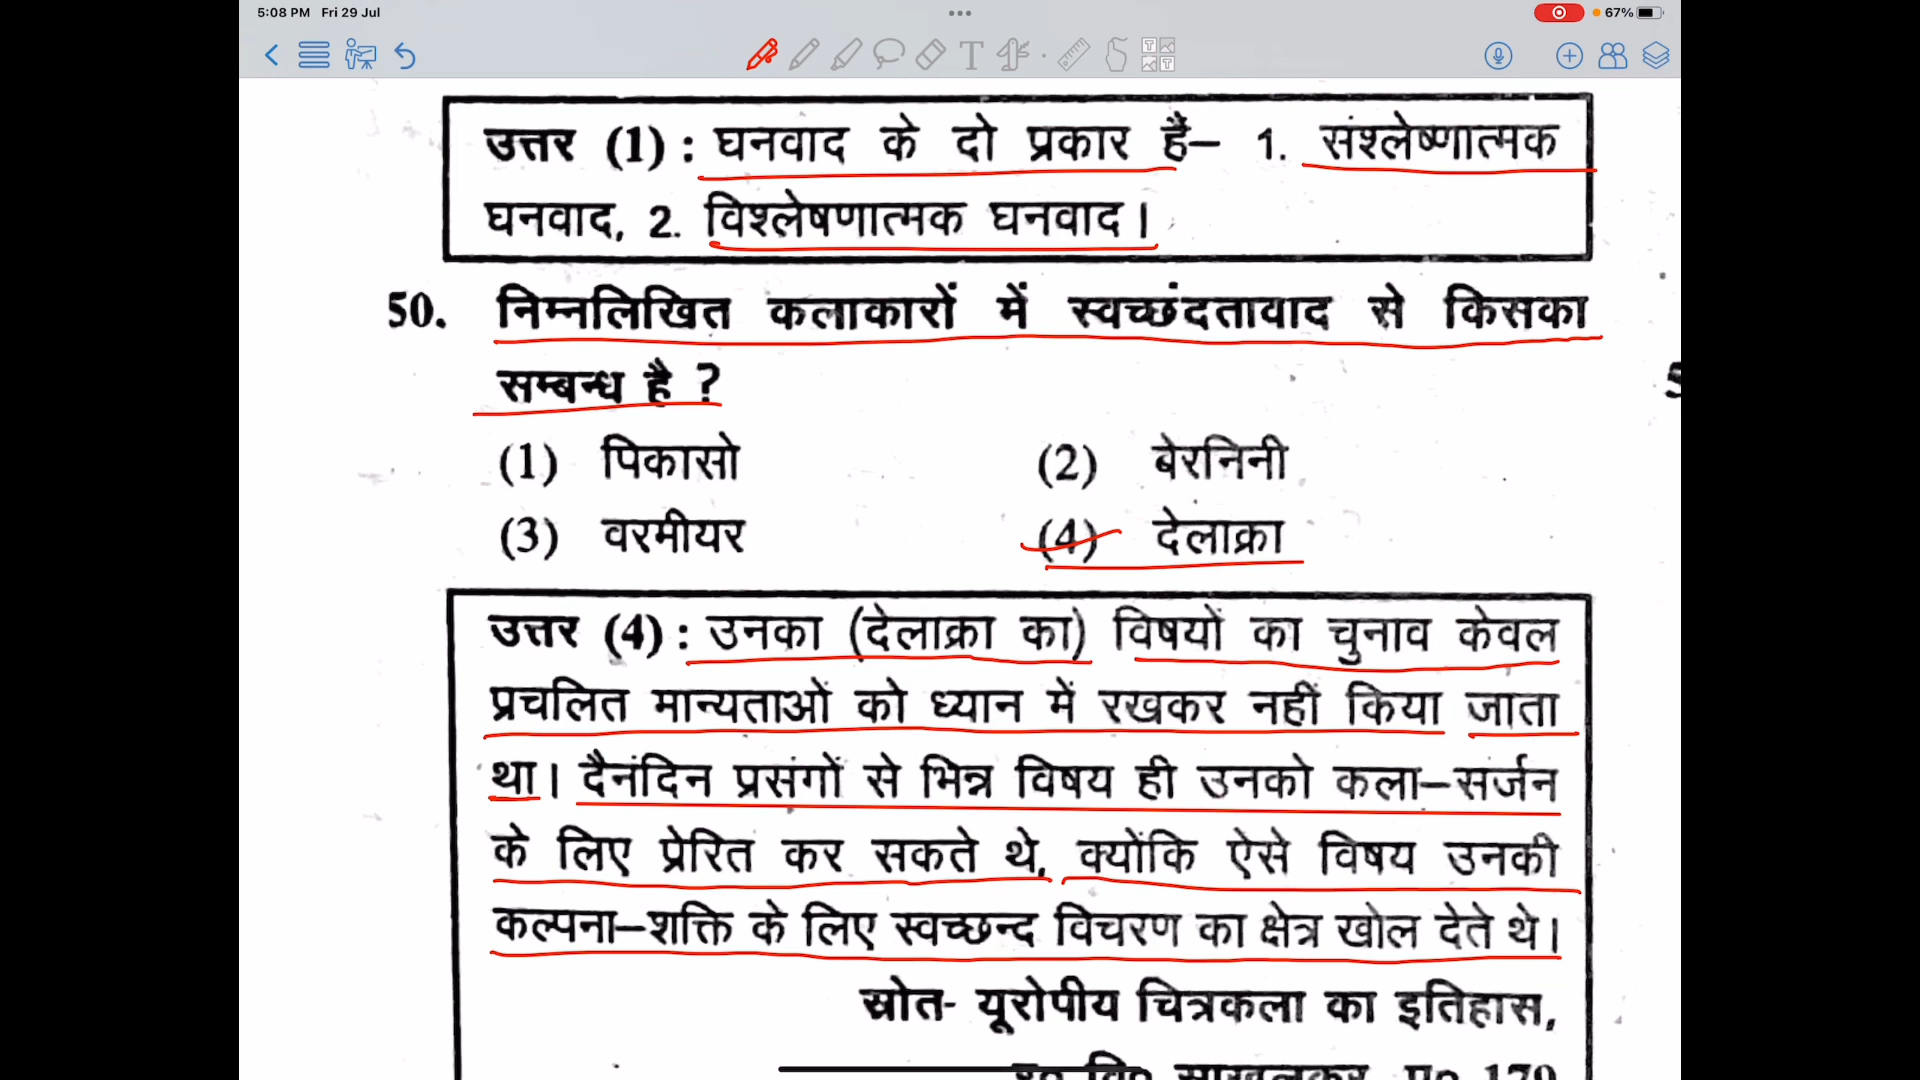 5:08 PM Fri 29 Jul
67%
उत्तर (1) : घनवाद के दो प्रकार हैं– 1. संश्लेष्णात्मक
घनवाद, 2. विश्लेषणात्मक घनवाद।
50. निम्नलिखित कलाकारों में स्वच्छंदतावाद से किसका
सम्बन्ध है ?
(1) पिकासो (2) बेरनिनी
(3) वरमीयर (4) देलाक्रा
उत्तर (4) : उनका (देलाक्रा का) विषयों का चुनाव केवल
प्रचलित मान्यताओं को ध्यान में रखकर नहीं किया जाता
था। दैनंदिन प्रसंगों से भिन्न विषय ही उनको कला–सर्जन
के लिए प्रेरित कर सकते थे, क्योंकि ऐसे विषय उनकी
कल्पना–शक्ति के लिए स्वच्छन्द विचरण का क्षेत्र खोल देते थे।
स्रोत- यूरोपीय चित्रकला का इतिहास,